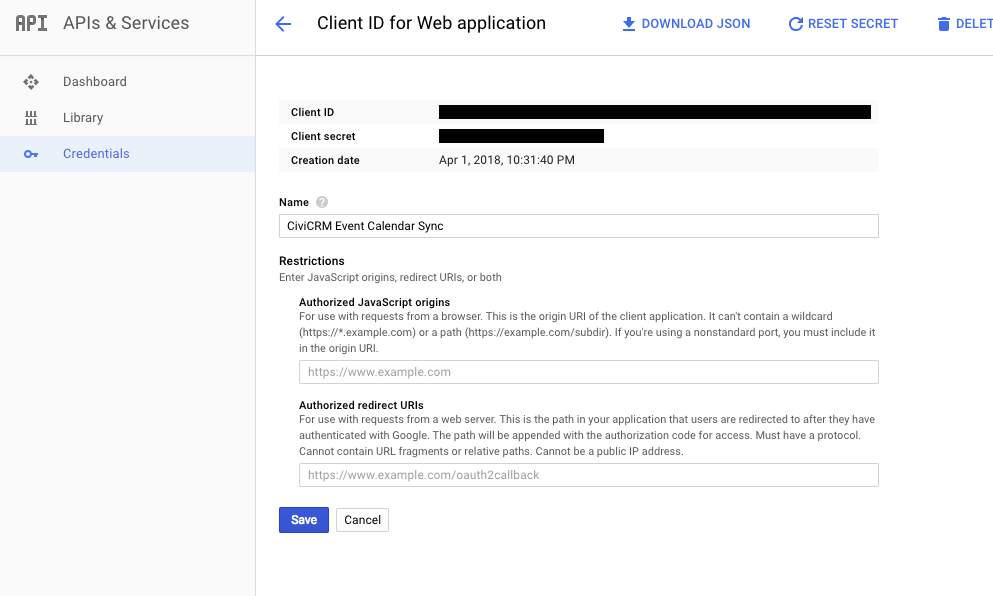 API APIs & Services
Client ID for Web application
DOWNLOAD JSON
RESET SECRET
DELET
Dashboard
Library
Credentials
Client ID
Client secret
Creation date Apr 1, 2018, 10:31:40 PM
Name ?
CiviCRM Event Calendar Sync
Restrictions
Enter JavaScript origins, redirect URIs, or both
Authorized JavaScript origins
For use with requests from a browser. This is the origin URI of the client application. It can't contain a wildcard
(https://*.example.com) or a path (https://example.com/subdir). If you're using a nonstandard port, you must include it
in the origin URI.
https://www.example.com
Authorized redirect URIs
For use with requests from a web server. This is the path in your application that users are redirected to after they have
authenticated with Google. The path will be appended with the authorization code for access. Must have a protocol.
Cannot contain URL fragments or relative paths. Cannot be a public IP address.
https://www.example.com/oauth2callback
Save Cancel